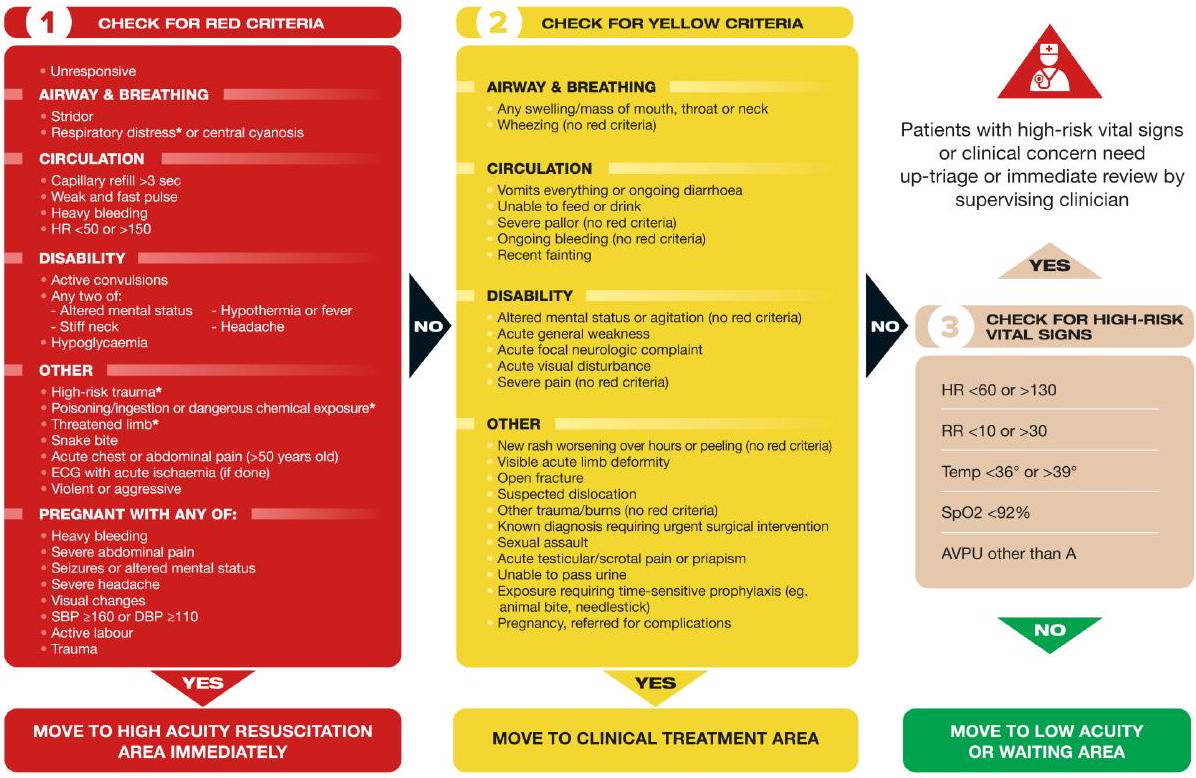 1 CHECK FOR RED CRITERIA
• Unresponsive
AIRWAY & BREATHING
• Stridor
• Respiratory distress* or central cyanosis
CIRCULATION
• Capillary refill >3 sec
• Weak and fast pulse
• Heavy bleeding
• HR <50 or >150
DISABILITY
• Active convulsions
• Any two of:
- Altered mental status - Hypothermia or fever
- Stiff neck - Headache
• Hypoglycaemia
OTHER
• High-risk trauma*
• Poisoning/ingestion or dangerous chemical exposure*
• Threatened limb*
• Snake bite
• Acute chest or abdominal pain (>50 years old)
• ECG with acute ischaemia (if done)
• Violent or aggressive
PREGNANT WITH ANY OF:
• Heavy bleeding
• Severe abdominal pain
• Seizures or altered mental status
• Severe headache
• Visual changes
• SBP ≥160 or DBP ≥110
• Active labour
• Trauma
YES
MOVE TO HIGH ACUITY RESUSCITATION
AREA IMMEDIATELY
NO
2 CHECK FOR YELLOW CRITERIA
AIRWAY & BREATHING
• Any swelling/mass of mouth, throat or neck
• Wheezing (no red criteria)
CIRCULATION
• Vomits everything or ongoing diarrhoea
• Unable to feed or drink
• Severe pallor (no red criteria)
• Ongoing bleeding (no red criteria)
• Recent fainting
DISABILITY
• Altered mental status or agitation (no red criteria)
• Acute general weakness
• Acute focal neurologic complaint
• Acute visual disturbance
• Severe pain (no red criteria)
OTHER
• New rash worsening over hours or peeling (no red criteria)
• Visible acute limb deformity
• Open fracture
• Suspected dislocation
• Other trauma/burns (no red criteria)
• Known diagnosis requiring urgent surgical intervention
• Sexual assault
• Acute testicular/scrotal pain or priapism
• Unable to pass urine
• Exposure requiring time-sensitive prophylaxis (eg.
animal bite, needlestick)
• Pregnancy, referred for complications
YES
MOVE TO CLINICAL TREATMENT AREA
NO
Patients with high-risk vital signs
or clinical concern need
up-triage or immediate review by
supervising clinician
YES
3 CHECK FOR HIGH-RISK
VITAL SIGNS
HR <60 or >130
RR <10 or >30
Temp <36° or >39°
SpO2 <92%
AVPU other than A
NO
MOVE TO LOW ACUITY
OR WAITING AREA